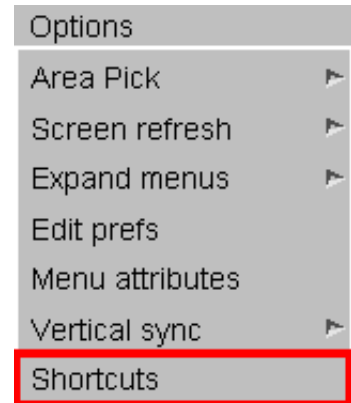 Options
Area Pick
Screen refresh
Expand menus
Edit prefs
Menu attributes
Vertical sync
Shortcuts